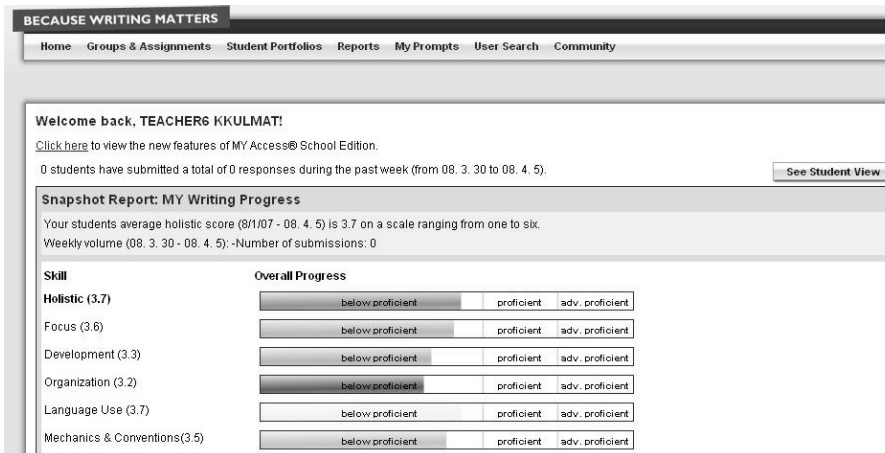 BECAUSE WRITING MATTERS
Home Groups & Assignments Student Portfolios Reports My Prompts User Search Community
Welcome back, TEACHER6 KKULMAT!
Click here to view the new features of MY Access® School Edition.
0 students have submitted a total of 0 responses during the past week (from 08. 3. 30 to 08. 4. 5).
See Student View
Snapshot Report: MY Writing Progress
Your students average holistic score (8/1/07 - 08. 4. 5) is 3.7 on a scale ranging from one to six.
Weekly volume (08. 3. 30 - 08. 4. 5): -Number of submissions: 0
Skill Overall Progress
Holistic (3.7) below proficient proficient adv. proficient
Focus (3.6) below proficient proficient adv. proficient
Development (3.3) below proficient proficient adv. proficient
Organization (3.2) below proficient proficient adv. proficient
Language Use (3.7) below proficient proficient adv. proficient
Mechanics & Conventions(3.5) below proficient proficient adv. proficient